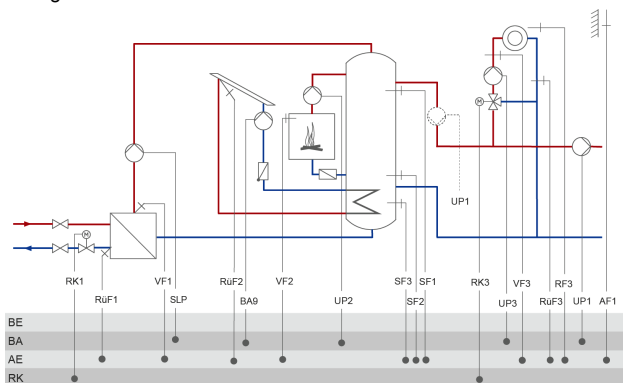 M
UP1
M
RK1
VF1
RüF2
VF2
SF3
SF1
RK3
VF3
RF3
UP1
AF1
RüF1
SLP
BA9
UP2
SF2
UP3
RüF3
BE
BA
AE
RK